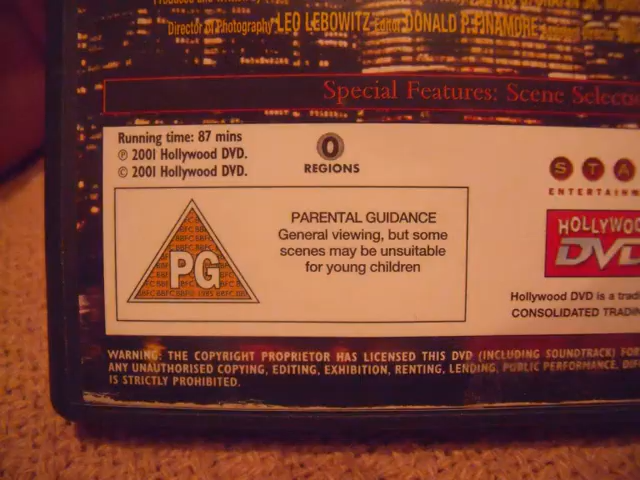 Director of Photography LEO LEBOWITZ Editor DONALD P. FINAMORE
Special Features: Scene Selecti
Running time: 87 mins
℗ 2001 Hollywood DVD.
© 2001 Hollywood DVD.
0
REGIONS
STA
ENTERTAINM
PG
PARENTAL GUIDANCE
General viewing, but some
scenes may be unsuitable
for young children
HOLLYWOO
DVD
Hollywood DVD is a tradi
CONSOLIDATED TRADIN
WARNING: THE COPYRIGHT PROPRIETOR HAS LICENSED THIS DVD (INCLUDING SOUNDTRACK) FOR
ANY UNAUTHORISED COPYING, EDITING, EXHIBITION, RENTING, LENDING, PUBLIC PERFORMANCE, DIF
IS STRICTLY PROHIBITED.